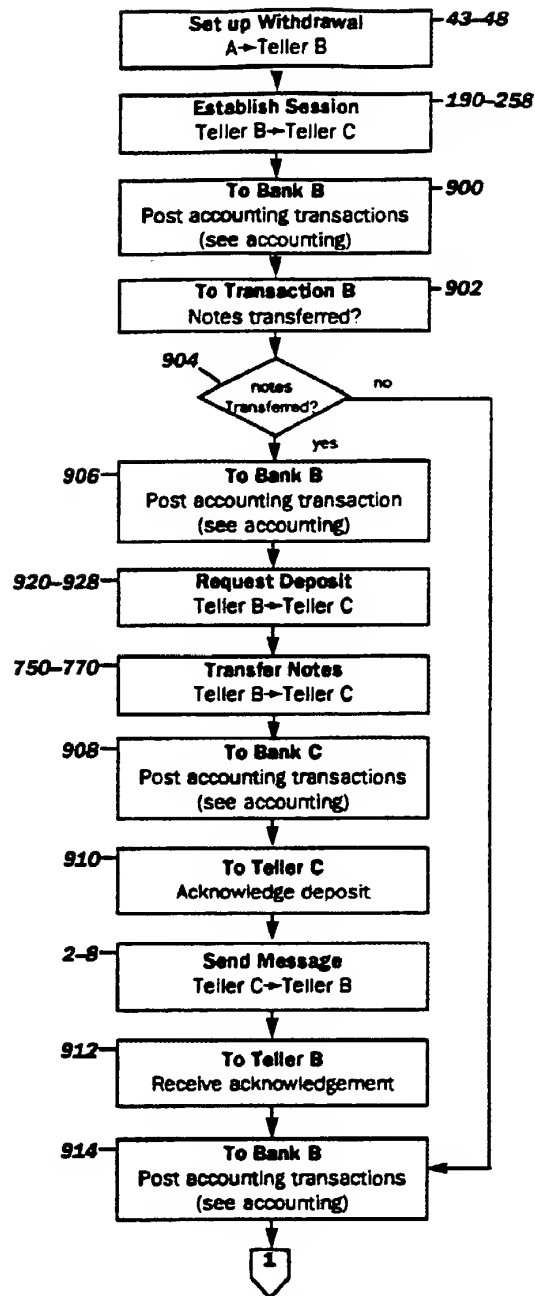 Set up Withdrawal
A→Teller B
43–48
Establish Session
Teller B→Teller C
190–258
To Bank B
Post accounting transactions
(see accounting)
900
To Transaction B
Notes transferred?
902
904
notes
Transferred?
no
yes
906
To Bank B
Post accounting transaction
(see accounting)
920–928
Request Deposit
Teller B→Teller C
750–770
Transfer Notes
Teller B→Teller C
908
To Bank C
Post accounting transactions
(see accounting)
910
To Teller C
Acknowledge deposit
2–8
Send Message
Teller C→Teller B
912
To Teller B
Receive acknowledgement
914
To Bank B
Post accounting transactions
(see accounting)
1